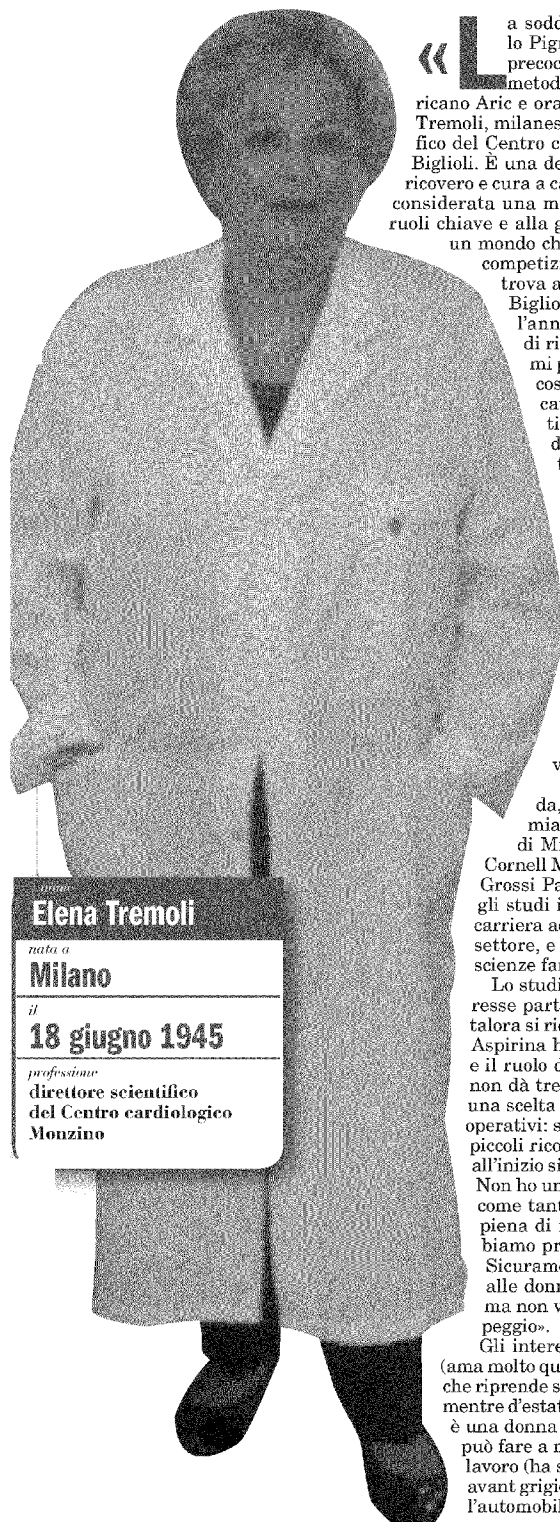 « La sodd
lo Pign
precoc
metod
ricano Aric e ora
Tremoli, milanes
fico del Centro c
Biglioli. È una de
ricovero e cura a ca
considerata una m
ruoli chiave e alla g
un mondo ch
competiz
trova a
Biglio
l'ann
di ri
mi p
cos
ca
ti
d
t
v
da,
mia
di Mi
Cornell M
Grossi Pa
gli studi i
carriera ac
settore, e
scienze far
Lo studi
resse part
talora si ric
Aspirina h
e il ruolo d
non dà tre
una scelta
operativi: s
piccoli rico
all'inizio si
Non ho un
come tant
piena di
biamo pr
Sicurame
alle donn
ma non v
peggio».
Gli intere
(ama molto qu
che riprende s
mentre d'estat
è una donna
può fare a m
lavoro (ha s
avant grigio
l'automobil
nome
Elena Tremoli
nata a
Milano
il
18 giugno 1945
professione
direttore scientifico
del Centro cardiologico
Monzino